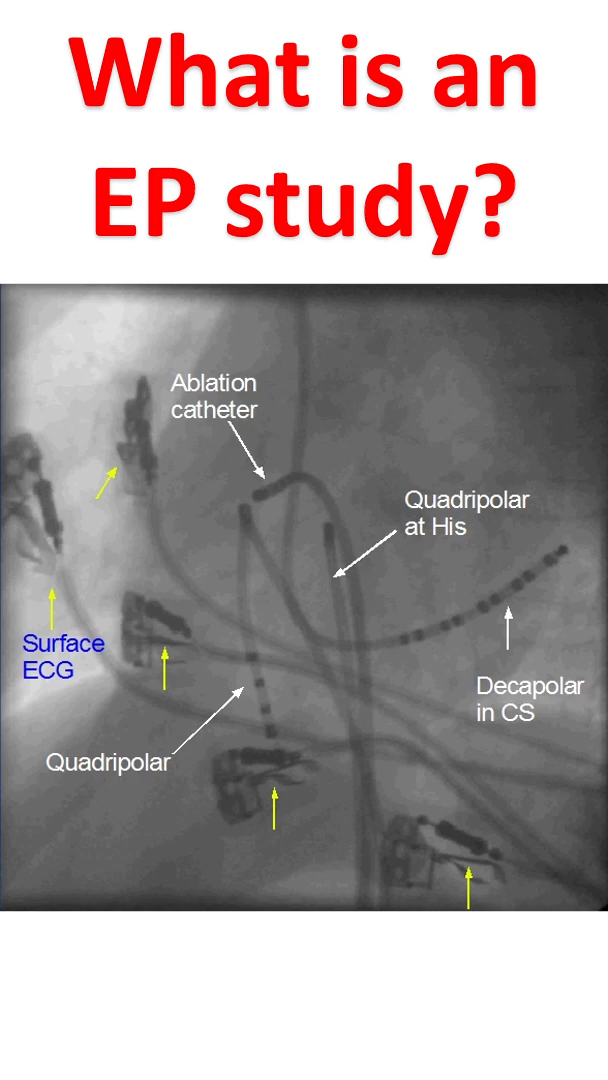 What is an
EP study?
Ablation
catheter
Quadripolar
at His
Surface
ECG
Decapolar
in CS
Quadripolar